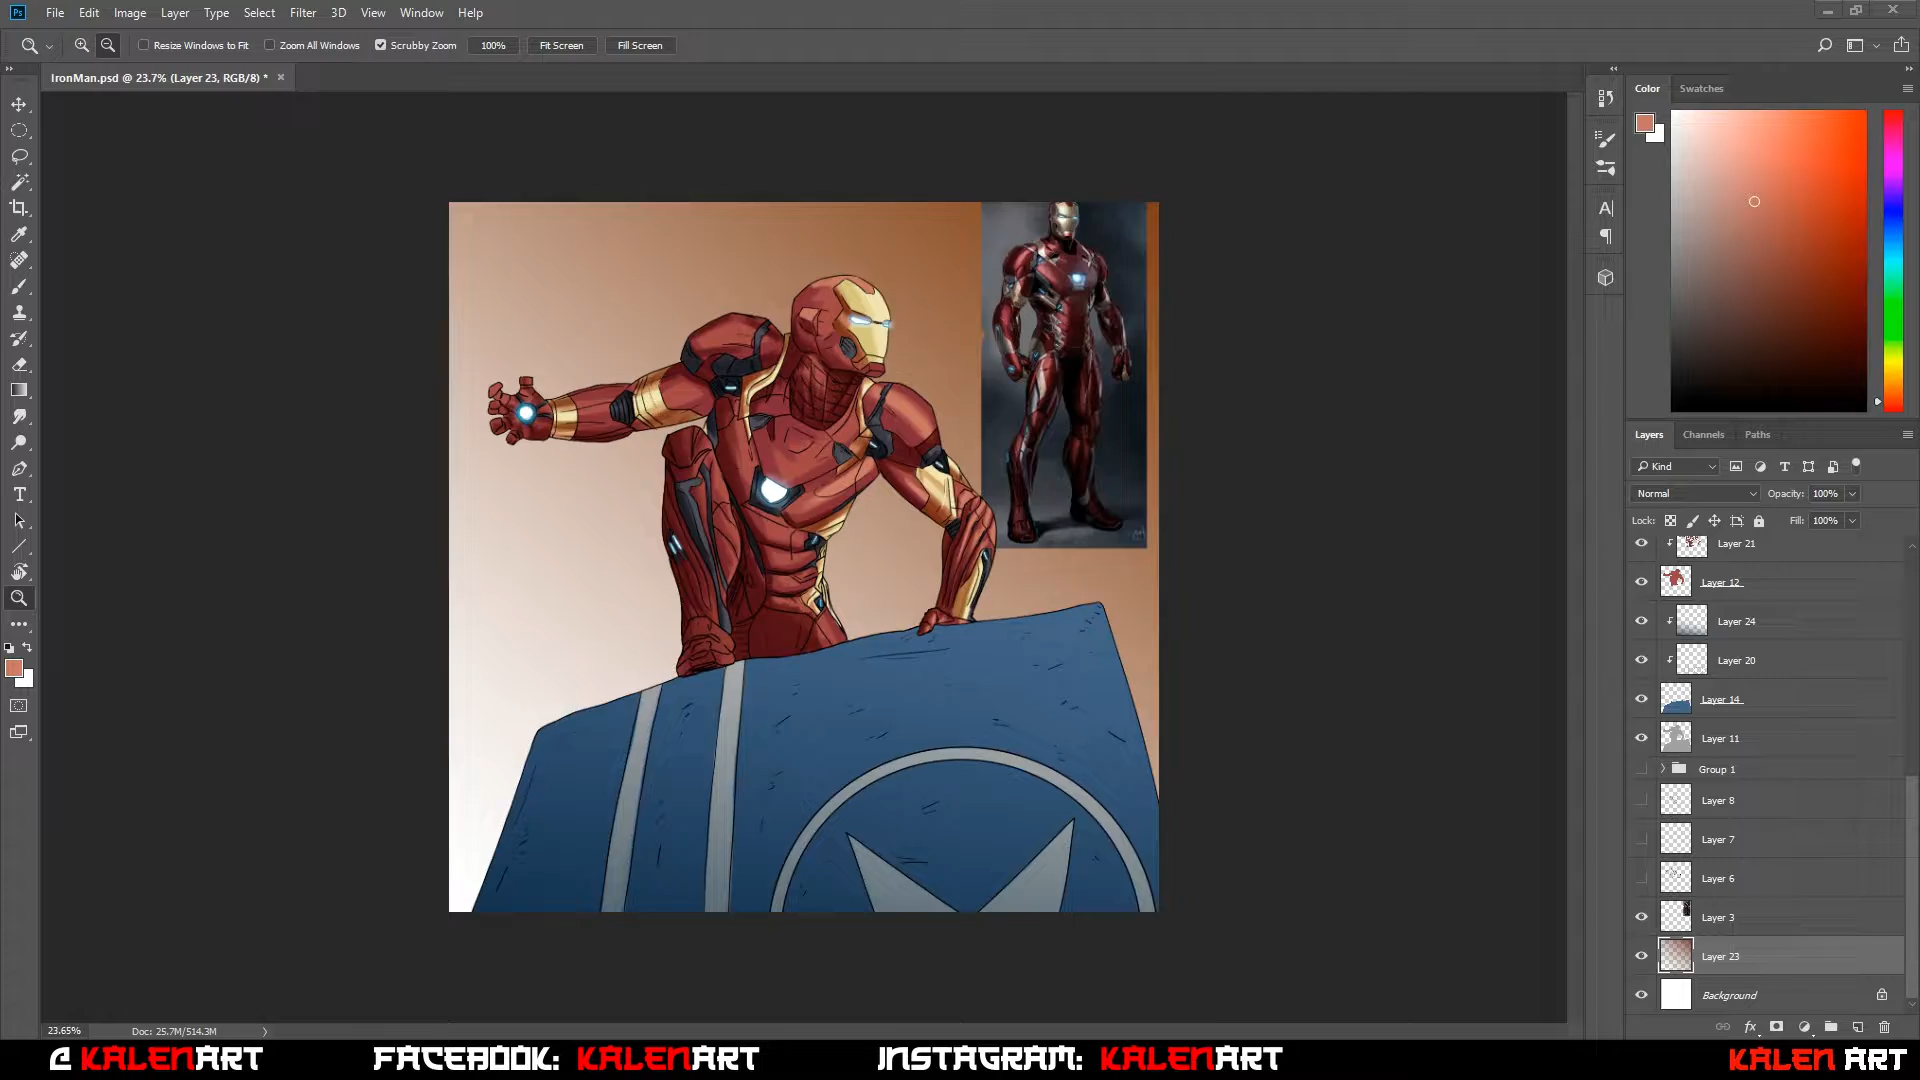 Ps File Edit Image Layer Type Select Filter 3D View Window Help
Resize Windows to Fit Zoom All Windows Scrubby Zoom 100% Fit Screen Fill Screen
IronMan.psd @ 23.7% (Layer 23, RGB/8) *
Color Swatches
Layers Channels Paths
Kind
Normal Opacity: 100%
Lock: Fill: 100%
Layer 21
Layer 12
Layer 24
Layer 20
Layer 14
Layer 11
Group 1
Layer 8
Layer 7
Layer 6
Layer 3
Layer 23
Background
23.65% Doc: 25.7M/514.3M
@ KALENART FACEBOOK: KALENART INSTAGRAM: KALENART KALEN ART